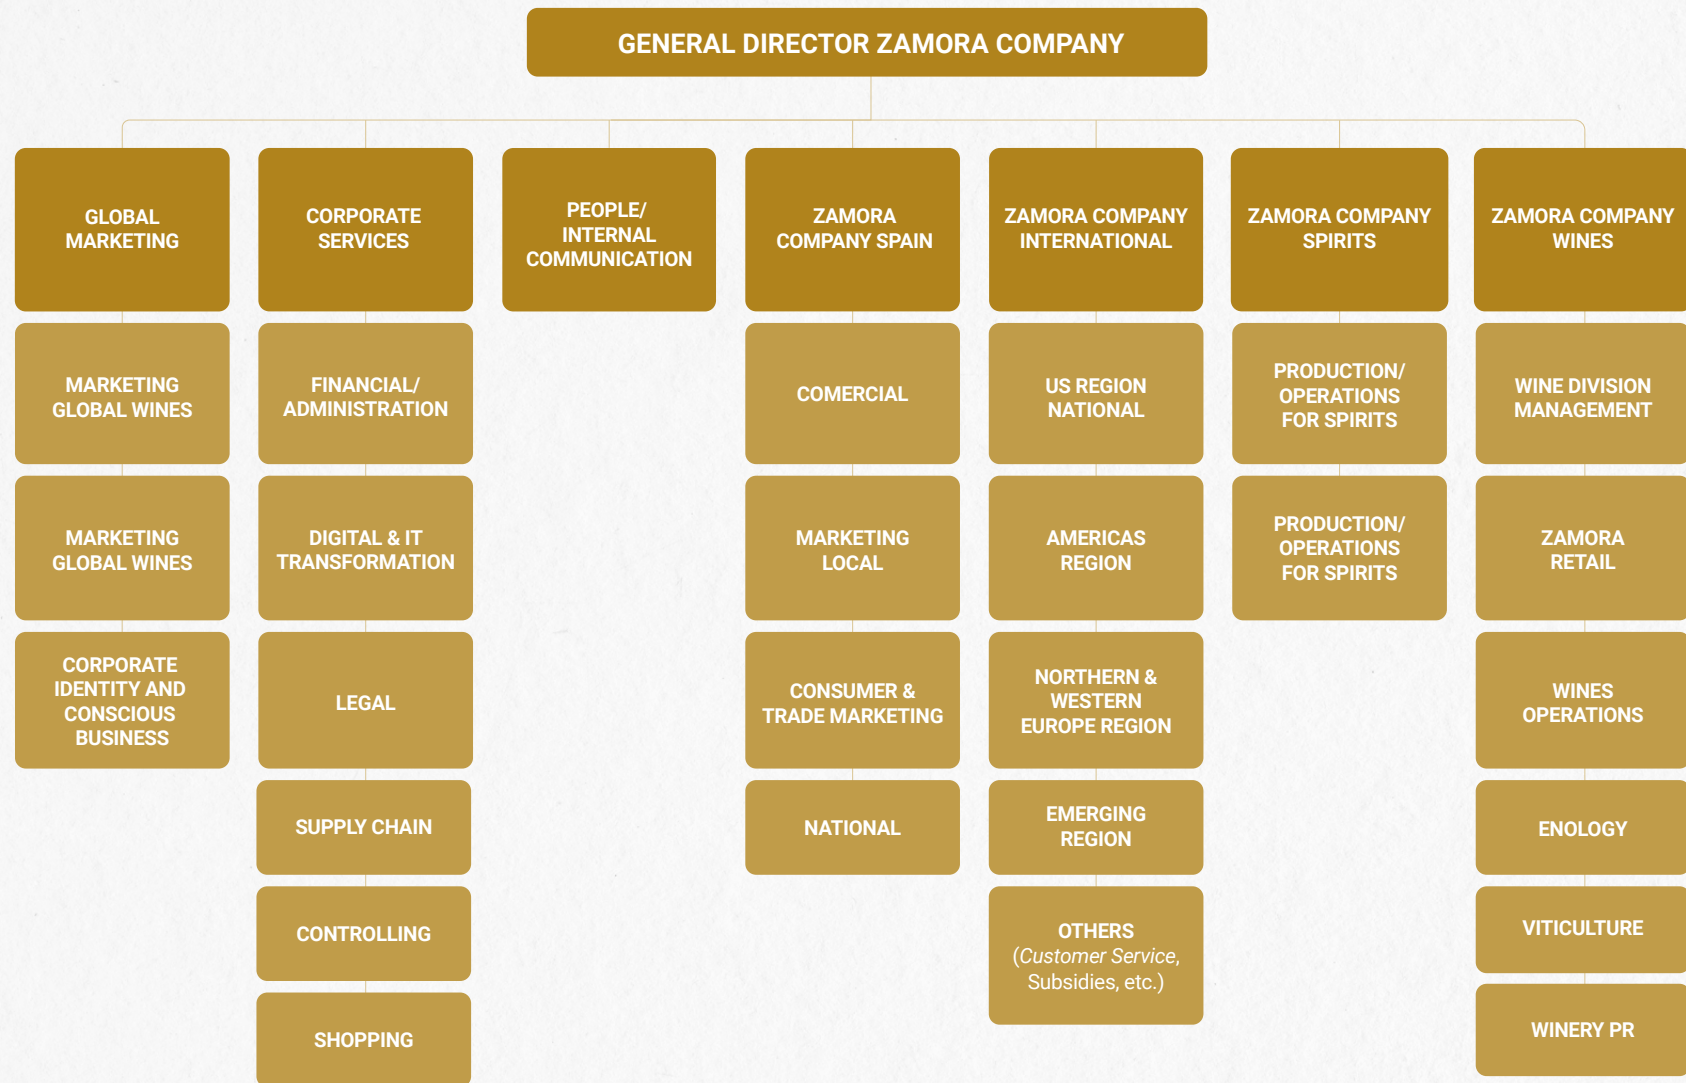 GENERAL DIRECTOR ZAMORA COMPANY
GLOBAL
MARKETING
MARKETING
GLOBAL WINES
MARKETING
GLOBAL WINES
CORPORATE
IDENTITY AND
CONSCIOUS
BUSINESS
CORPORATE
SERVICES
FINANCIAL/
ADMINISTRATION
DIGITAL & IT
TRANSFORMATION
LEGAL
SUPPLY CHAIN
CONTROLLING
SHOPPING
PEOPLE/
INTERNAL
COMMUNICATION
ZAMORA
COMPANY SPAIN
COMERCIAL
MARKETING
LOCAL
CONSUMER &
TRADE MARKETING
NATIONAL
ZAMORA COMPANY
INTERNATIONAL
US REGION
NATIONAL
AMERICAS
REGION
NORTHERN &
WESTERN
EUROPE REGION
EMERGING
REGION
OTHERS
(Customer Service,
Subsidies, etc.)
ZAMORA COMPANY
SPIRITS
PRODUCTION/
OPERATIONS
FOR SPIRITS
PRODUCTION/
OPERATIONS
FOR SPIRITS
ZAMORA COMPANY
WINES
WINE DIVISION
MANAGEMENT
ZAMORA
RETAIL
WINES
OPERATIONS
ENOLOGY
VITICULTURE
WINERY PR